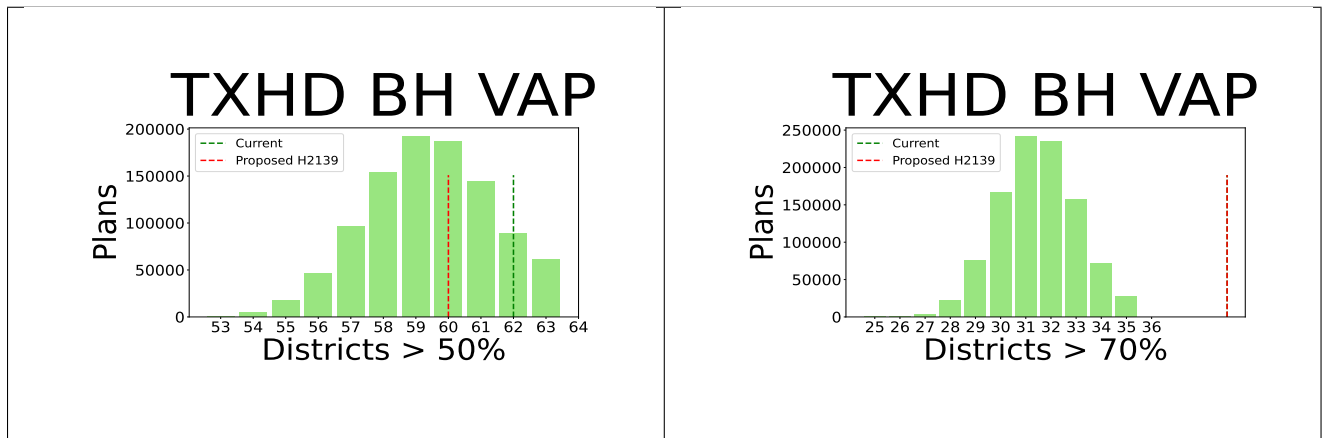 TXHD BH VAP
200000
150000
100000
50000
0
Plans
Current
Proposed H2139
53 54 55 56 57 58 59 60 61 62 63 64
Districts > 50%
TXHD BH VAP
250000
200000
150000
100000
50000
0
Plans
Current
Proposed H2139
25 26 27 28 29 30 31 32 33 34 35 36
Districts > 70%